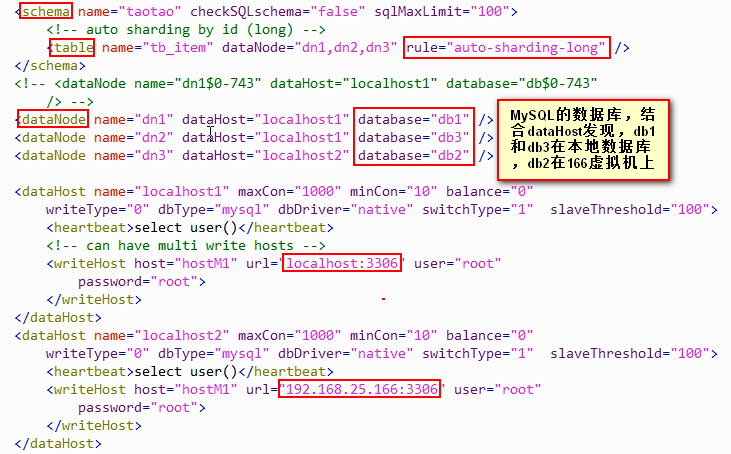 <schema name="taotao" checkSQLschema="false" sqlMaxLimit="100">
<!-- auto sharding by id (long) -->
<table name="tb_item" dataNode="dn1,dn2,dn3" rule="auto-sharding-long" />
</schema>
<!-- <dataNode name="dn1$0-743" dataHost="localhost1" database="db$0-743"
/> -->
<dataNode name="dn1" dataHost="localhost1" database="db1" />
<dataNode name="dn2" dataHost="localhost1" database="db3" />
<dataNode name="dn3" dataHost="localhost2" database="db2" />
MySQL的数据库，结
合dataHost发现，db1
和db3在本地数据库
，db2在166虚拟机上
<dataHost name="localhost1" maxCon="1000" minCon="10" balance="0"
writeType="0" dbType="mysql" dbDriver="native" switchType="1" slaveThreshold="100">
<heartbeat>select user()</heartbeat>
<!-- can have multi write hosts -->
<writeHost host="hostM1" url="localhost:3306" user="root"
password="root">
</writeHost>
</dataHost>
<dataHost name="localhost2" maxCon="1000" minCon="10" balance="0"
writeType="0" dbType="mysql" dbDriver="native" switchType="1" slaveThreshold="100">
<heartbeat>select user()</heartbeat>
<writeHost host="hostM1" url="192.168.25.166:3306" user="root"
password="root">
</writeHost>
</dataHost>